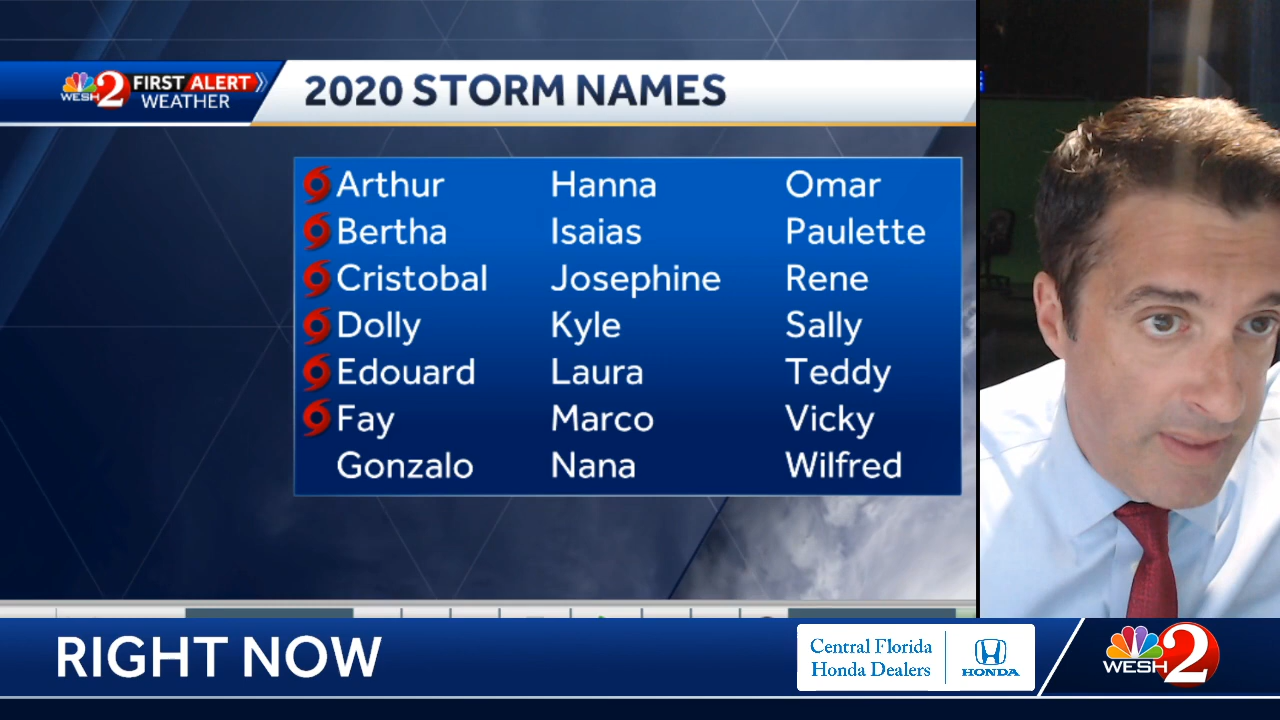 WESH 2 FIRST ALERT
WEATHER
2020 STORM NAMES
Arthur Hanna Omar
Bertha Isaias Paulette
Cristobal Josephine Rene
Dolly Kyle Sally
Edouard Laura Teddy
Fay Marco Vicky
Gonzalo Nana Wilfred
RIGHT NOW
Central Florida
Honda Dealers
HONDA
WESH 2